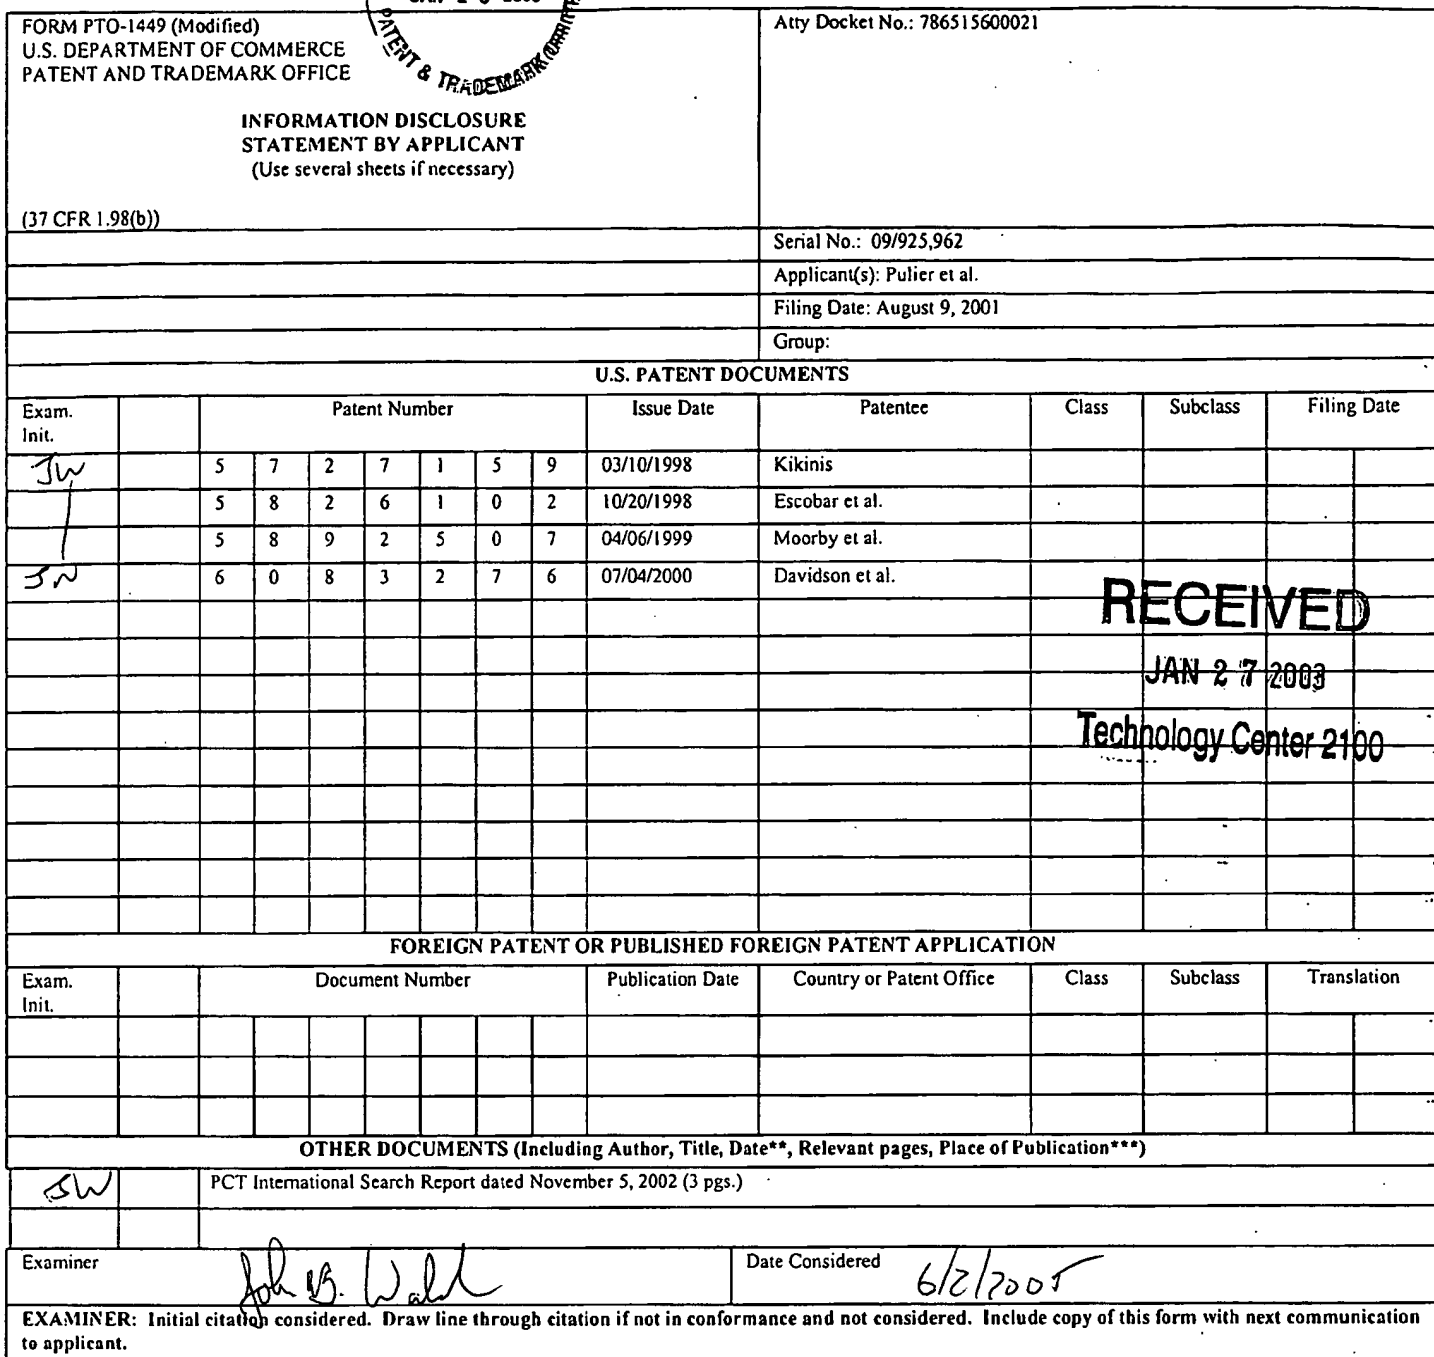 FORM PTO-1449 (Modified)
U.S. DEPARTMENT OF COMMERCE
PATENT AND TRADEMARK OFFICE
PATENT & TRADEMARK
Atty Docket No.: 786515600021
INFORMATION DISCLOSURE
STATEMENT BY APPLICANT
(Use several sheets if necessary)
(37 CFR 1.98(b))
Serial No.: 09/925,962
Applicant(s): Pulier et al.
Filing Date: August 9, 2001
Group:
U.S. PATENT DOCUMENTS
Exam. Init. Patent Number Issue Date Patentee Class Subclass Filing Date
JW 5 7 2 7 1 5 9 03/10/1998 Kikinis
5 8 2 6 1 0 2 10/20/1998 Escobar et al.
5 8 9 2 5 0 7 04/06/1999 Moorby et al.
JW 6 0 8 3 2 7 6 07/04/2000 Davidson et al.
RECEIVED
JAN 27 2003
Technology Center 2100
FOREIGN PATENT OR PUBLISHED FOREIGN PATENT APPLICATION
Exam. Init. Document Number Publication Date Country or Patent Office Class Subclass Translation
OTHER DOCUMENTS (Including Author, Title, Date**, Relevant pages, Place of Publication***)
JW PCT International Search Report dated November 5, 2002 (3 pgs.)
Examiner John B. Date Considered 6/2/2005
EXAMINER: Initial citation considered. Draw line through citation if not in conformance and not considered. Include copy of this form with next communication
to applicant.